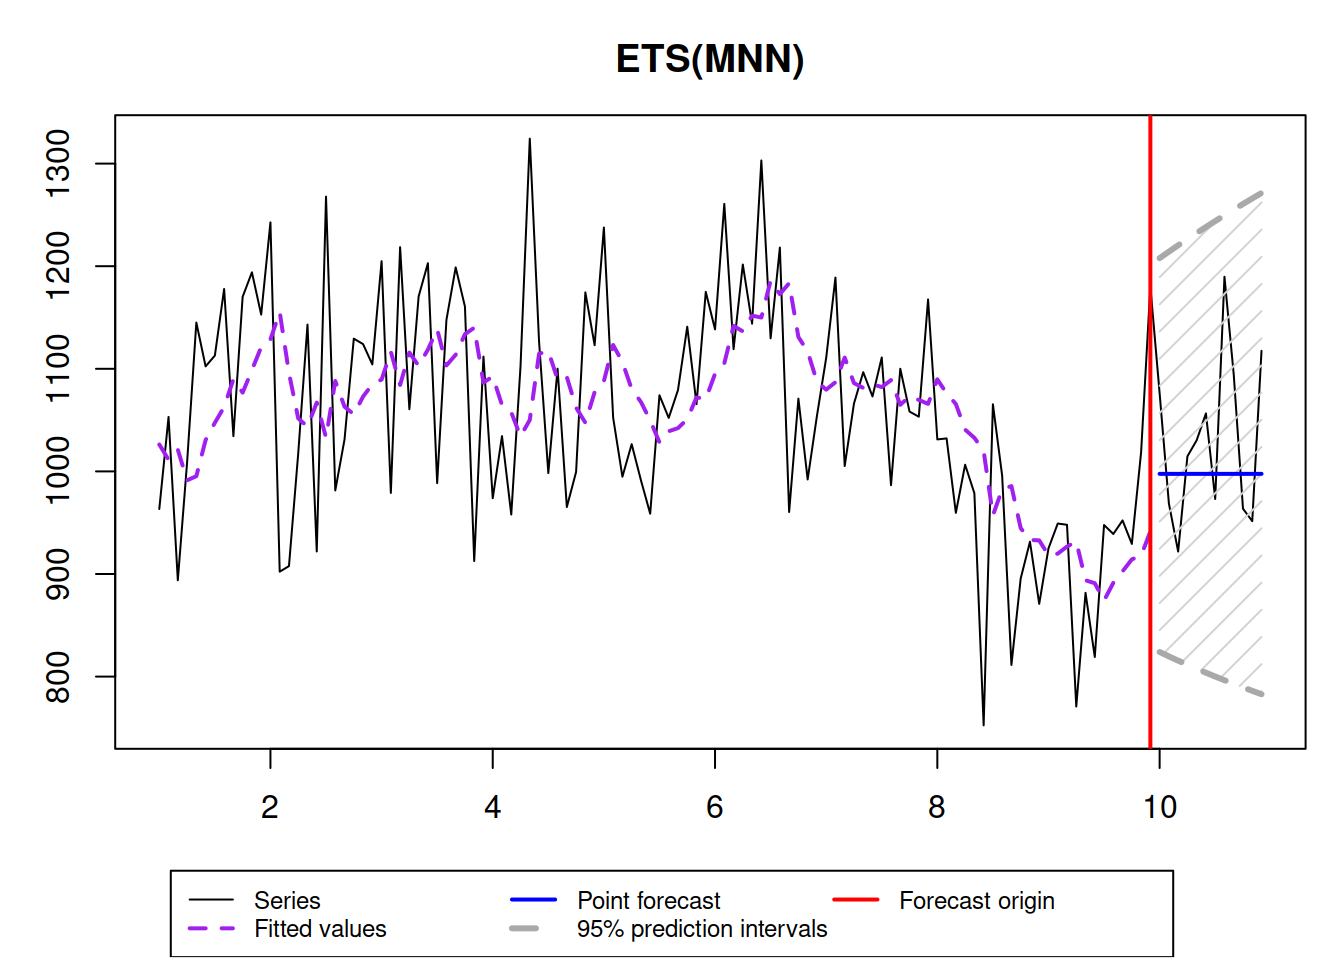 ETS(MNN)
1300
1200
1100
1000
900
800
2 4 6 8 10
Series Point forecast Forecast origin
Fitted values 95% prediction intervals